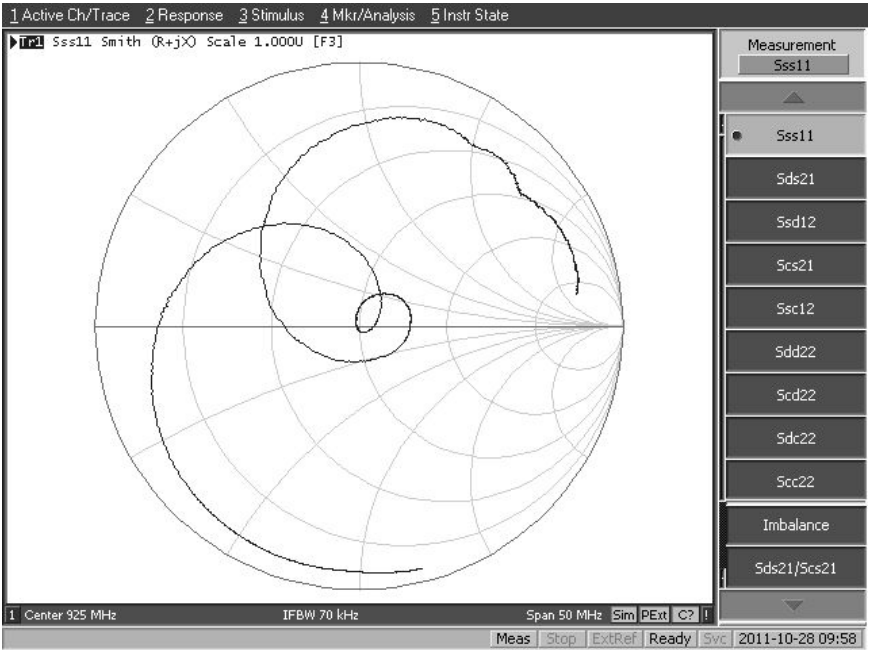 1 Active Ch/Trace 2 Response 3 Stimulus 4 Mkr/Analysis 5 Instr State
Tr1 Sss11 Smith (R+jX) Scale 1.000U [F3]
Measurement
Sss11
Sss11
Sds21
Ssd12
Scs21
Ssc12
Sdd22
Scd22
Sdc22
Scc22
Imbalance
Sds21/Scs21
1 Center 925 MHz IFBW 70 kHz Span 50 MHz Sim PExt C? !
Meas Stop ExtRef Ready Svc 2011-10-28 09:58